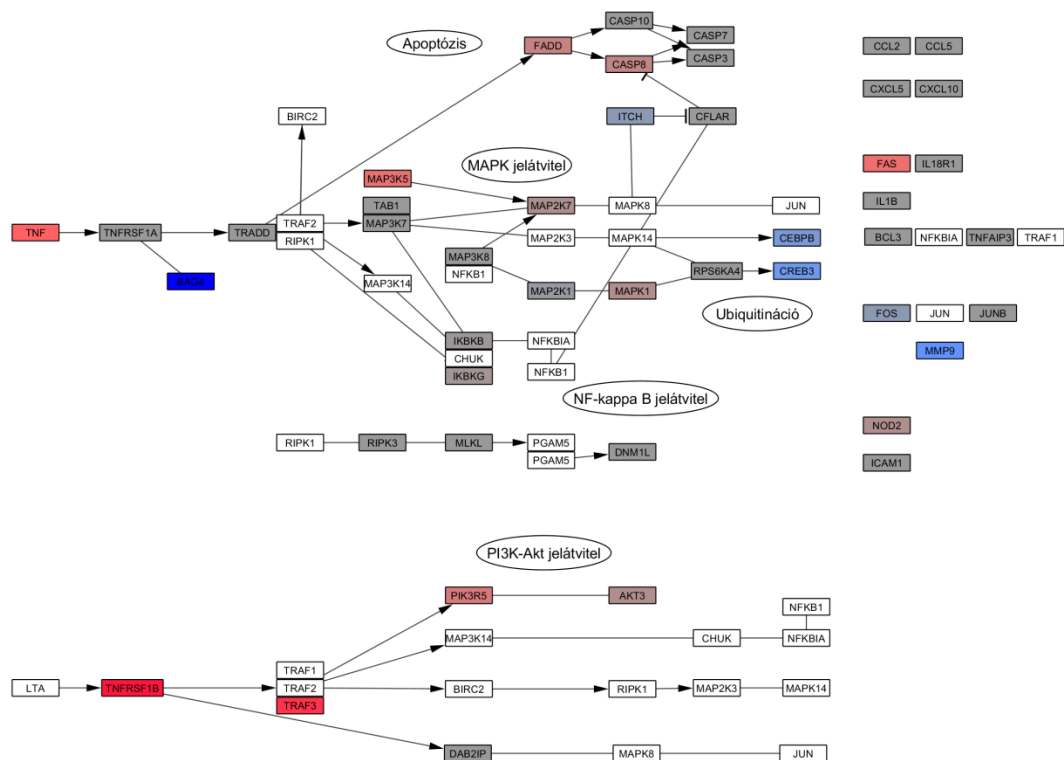 CASP10
Apoptózis
FADD
CASP7
CASP3
CASP8
CCL2 CCL5
CXCL5 CXCL10
BIRC2
ITCH
CFLAR
MAPK jelátvitel
FAS IL18R1
MAP3K5
TAB1
MAP2K7
MAPK8
JUN
IL1B
TNF
TNFRSF1A
TRADD
TRAF2
MAP3K7
RIPK1
MAP2K3
MAPK14
CEBPB
BCL3 NFKBIA TNFAIP3 TRAF1
MAP3K8
NFKB1
RPS6KA4
CREB3
BAG4
MAP3K14
MAP2K1
MAPK1
Ubiquitináció
FOS JUN JUNB
IKBKB
NFKBIA
MMP9
CHUK
NFKB1
IKBKG
NF-kappa B jelátvitel
NOD2
RIPK1
RIPK3
MLKL
PGAM5
PGAM5
DNM1L
ICAM1
PI3K-Akt jelátvitel
PIK3R5
AKT3
NFKB1
MAP3K14
CHUK
NFKBIA
TRAF1
LTA
TNFRSF1B
TRAF2
BIRC2
RIPK1
MAP2K3
MAPK14
TRAF3
DAB2IP
MAPK8
JUN